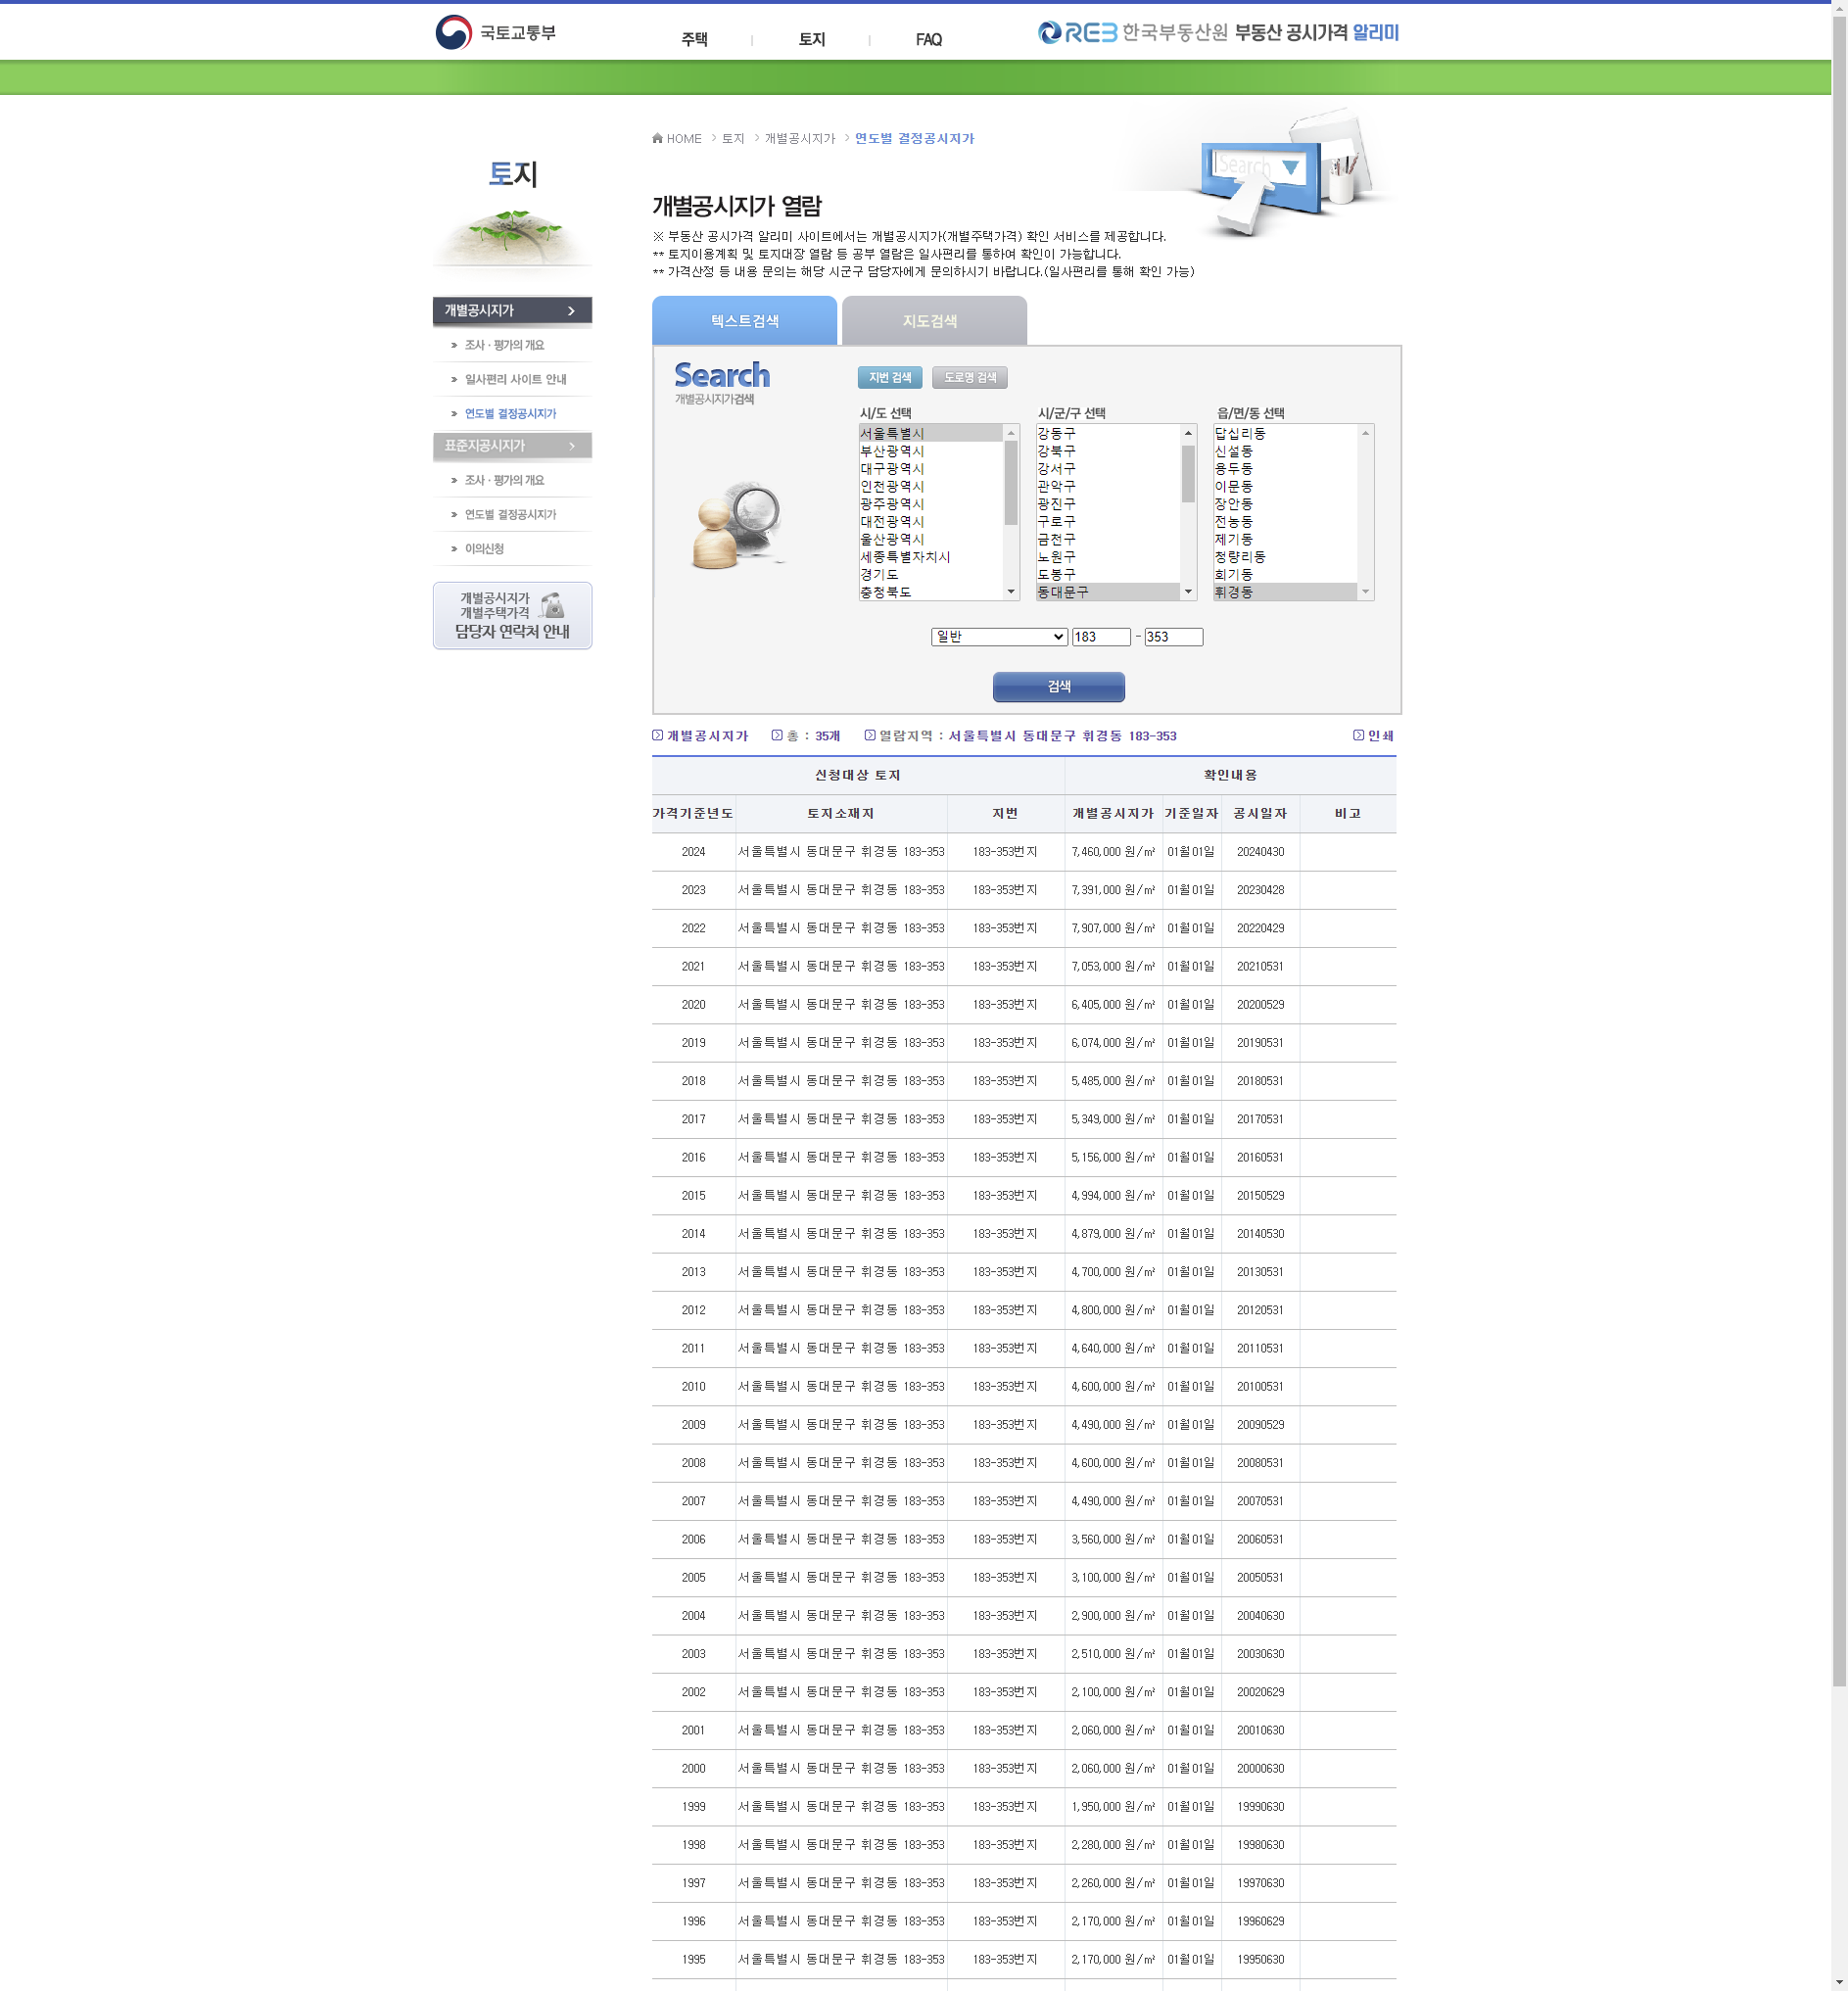 국토교통부
주택
토지
FAQ
REB 한국부동산원 부동산 공시가격 알리미
HOME > 토지 > 개별공시지가 > 연도별 결정공시지가
토지
개별공시지가 열람
※ 부동산 공시가격 알리미 사이트에서는 개별공시지가(개별주택가격) 확인 서비스를 제공합니다.
** 토지이용계획 및 토지대장 열람 등 공부 열람은 일사편리를 통하여 확인이 가능합니다.
** 가격산정 등 내용 문의는 해당 시군구 담당자에게 문의하시기 바랍니다.(일사편리를 통해 확인 가능)
개별공시지가
조사·평가의 개요
일사편리 사이트 안내
연도별 결정공시지가
표준지공시지가
조사·평가의 개요
연도별 결정공시지가
이의신청
개별공시지가
개별주택가격
담당자 연락처 안내
텍스트검색 지도검색
Search
Search
개별공시지가검색
지번 검색 도로명 검색
시/도 선택 시/군/구 선택 읍/면/동 선택
서울특별시 강동구 답십리동
부산광역시 강북구 신설동
대구광역시 강서구 용두동
인천광역시 관악구 이문동
광주광역시 광진구 장안동
대전광역시 구로구 전농동
울산광역시 금천구 제기동
세종특별자치시 노원구 청량리동
경기도 도봉구 회기동
충청북도 동대문구 휘경동
일반 183 - 353
검색
개별공시지가 총 : 35개 열람지역 : 서울특별시 동대문구 휘경동 183-353 인쇄
신청대상 토지 확인내용
가격기준년도 토지소재지 지번 개별공시지가 기준일자 공시일자 비고
2024 서울특별시 동대문구 휘경동 183-353 183-353번지 7,460,000 원/㎡ 01월01일 20240430
2023 서울특별시 동대문구 휘경동 183-353 183-353번지 7,391,000 원/㎡ 01월01일 20230428
2022 서울특별시 동대문구 휘경동 183-353 183-353번지 7,907,000 원/㎡ 01월01일 20220429
2021 서울특별시 동대문구 휘경동 183-353 183-353번지 7,053,000 원/㎡ 01월01일 20210531
2020 서울특별시 동대문구 휘경동 183-353 183-353번지 6,405,000 원/㎡ 01월01일 20200529
2019 서울특별시 동대문구 휘경동 183-353 183-353번지 6,074,000 원/㎡ 01월01일 20190531
2018 서울특별시 동대문구 휘경동 183-353 183-353번지 5,485,000 원/㎡ 01월01일 20180531
2017 서울특별시 동대문구 휘경동 183-353 183-353번지 5,349,000 원/㎡ 01월01일 20170531
2016 서울특별시 동대문구 휘경동 183-353 183-353번지 5,156,000 원/㎡ 01월01일 20160531
2015 서울특별시 동대문구 휘경동 183-353 183-353번지 4,994,000 원/㎡ 01월01일 20150529
2014 서울특별시 동대문구 휘경동 183-353 183-353번지 4,879,000 원/㎡ 01월01일 20140530
2013 서울특별시 동대문구 휘경동 183-353 183-353번지 4,700,000 원/㎡ 01월01일 20130531
2012 서울특별시 동대문구 휘경동 183-353 183-353번지 4,800,000 원/㎡ 01월01일 20120531
2011 서울특별시 동대문구 휘경동 183-353 183-353번지 4,640,000 원/㎡ 01월01일 20110531
2010 서울특별시 동대문구 휘경동 183-353 183-353번지 4,600,000 원/㎡ 01월01일 20100531
2009 서울특별시 동대문구 휘경동 183-353 183-353번지 4,490,000 원/㎡ 01월01일 20090529
2008 서울특별시 동대문구 휘경동 183-353 183-353번지 4,600,000 원/㎡ 01월01일 20080531
2007 서울특별시 동대문구 휘경동 183-353 183-353번지 4,490,000 원/㎡ 01월01일 20070531
2006 서울특별시 동대문구 휘경동 183-353 183-353번지 3,560,000 원/㎡ 01월01일 20060531
2005 서울특별시 동대문구 휘경동 183-353 183-353번지 3,100,000 원/㎡ 01월01일 20050531
2004 서울특별시 동대문구 휘경동 183-353 183-353번지 2,900,000 원/㎡ 01월01일 20040630
2003 서울특별시 동대문구 휘경동 183-353 183-353번지 2,510,000 원/㎡ 01월01일 20030630
2002 서울특별시 동대문구 휘경동 183-353 183-353번지 2,100,000 원/㎡ 01월01일 20020629
2001 서울특별시 동대문구 휘경동 183-353 183-353번지 2,060,000 원/㎡ 01월01일 20010630
2000 서울특별시 동대문구 휘경동 183-353 183-353번지 2,060,000 원/㎡ 01월01일 20000630
1999 서울특별시 동대문구 휘경동 183-353 183-353번지 1,950,000 원/㎡ 01월01일 19990630
1998 서울특별시 동대문구 휘경동 183-353 183-353번지 2,280,000 원/㎡ 01월01일 19980630
1997 서울특별시 동대문구 휘경동 183-353 183-353번지 2,260,000 원/㎡ 01월01일 19970630
1996 서울특별시 동대문구 휘경동 183-353 183-353번지 2,170,000 원/㎡ 01월01일 19960629
1995 서울특별시 동대문구 휘경동 183-353 183-353번지 2,170,000 원/㎡ 01월01일 19950630